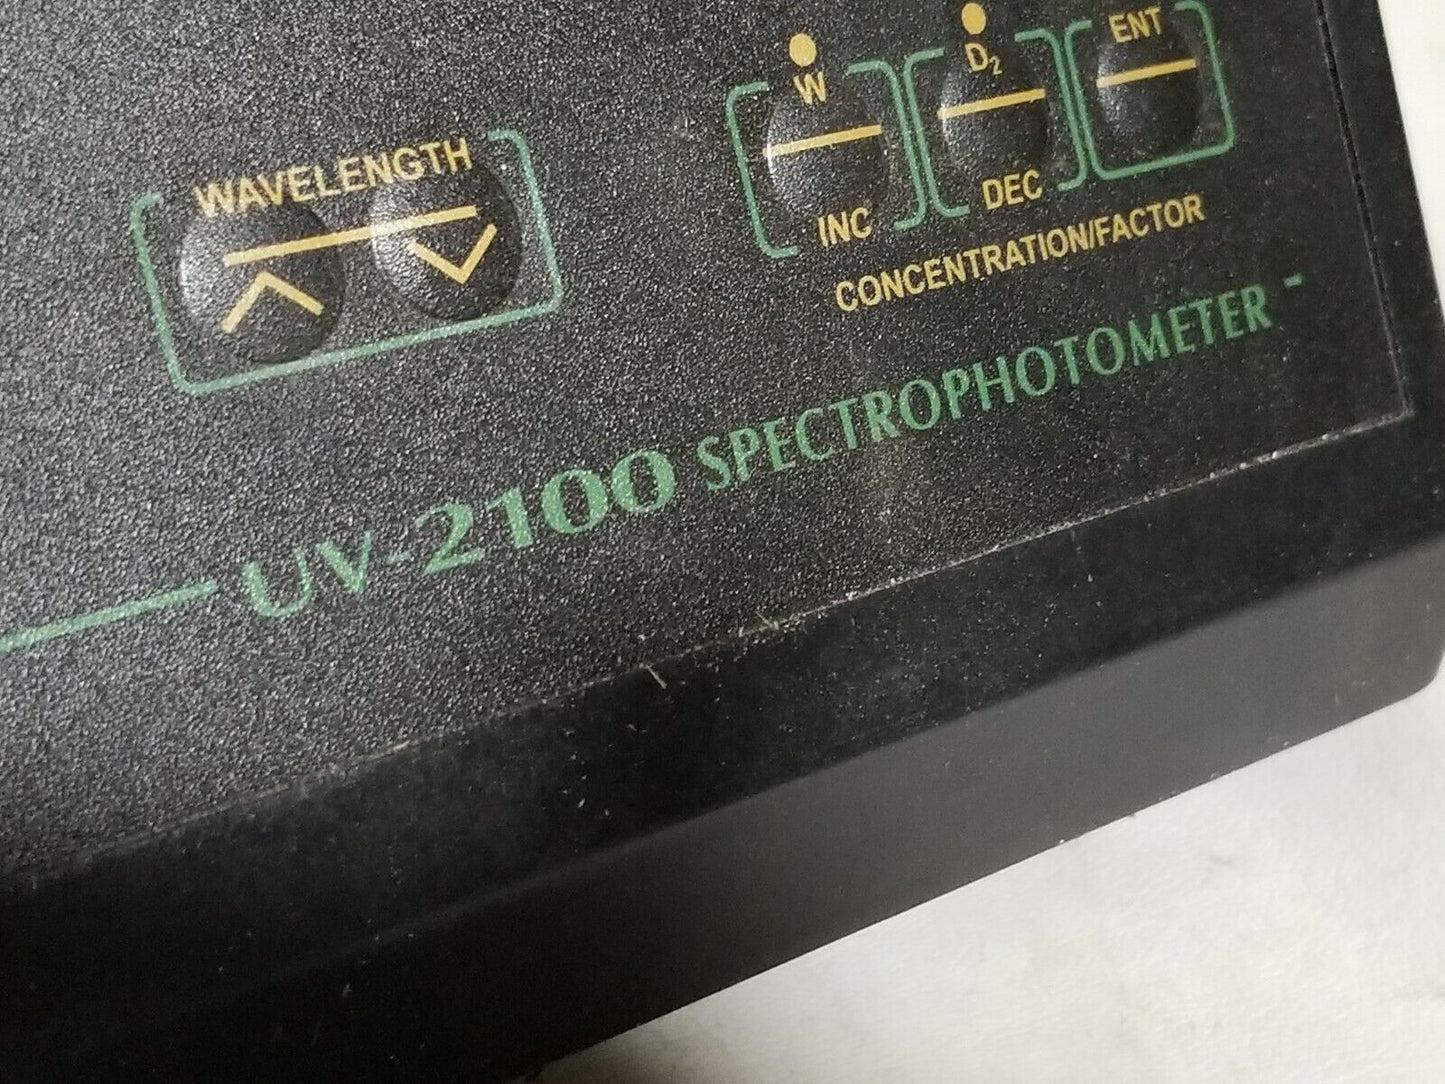 WAVELENGTH
W D₂ ENT
INC DEC
CONCENTRATION/FACTOR
UV-2100 SPECTROPHOTOMETER